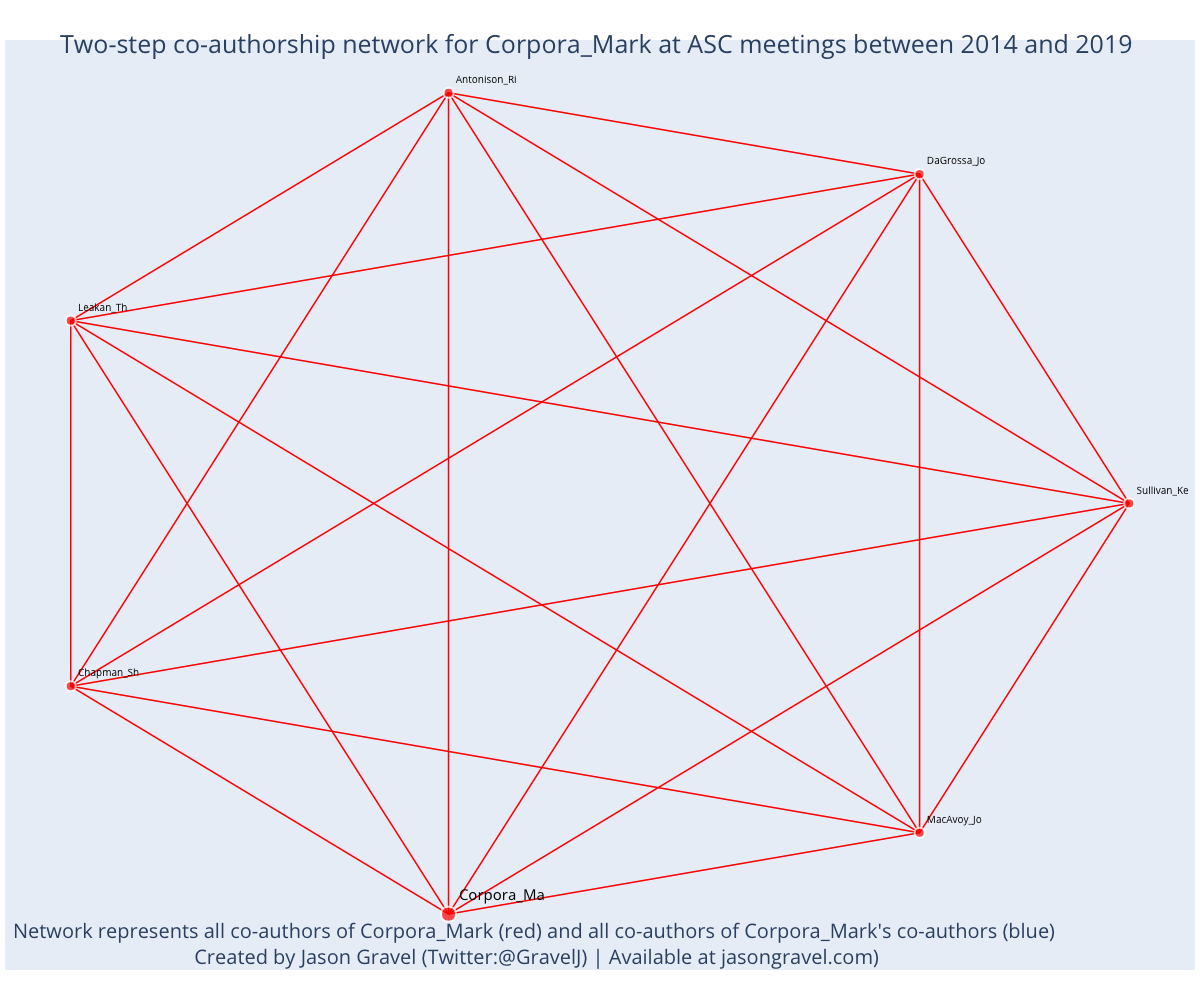 Two-step co-authorship network for Corpora_Mark at ASC meetings between 2014 and 2019
Antonison_Ri
DaGrossa_Jo
Leakan_Th
Sullivan_Ke
Chapman_Sh
MacAvoy_Jo
Corpora_Ma
Network represents all co-authors of Corpora_Mark (red) and all co-authors of Corpora_Mark's co-authors (blue)
Created by Jason Gravel (Twitter:@GravelJ) | Available at jasongravel.com)